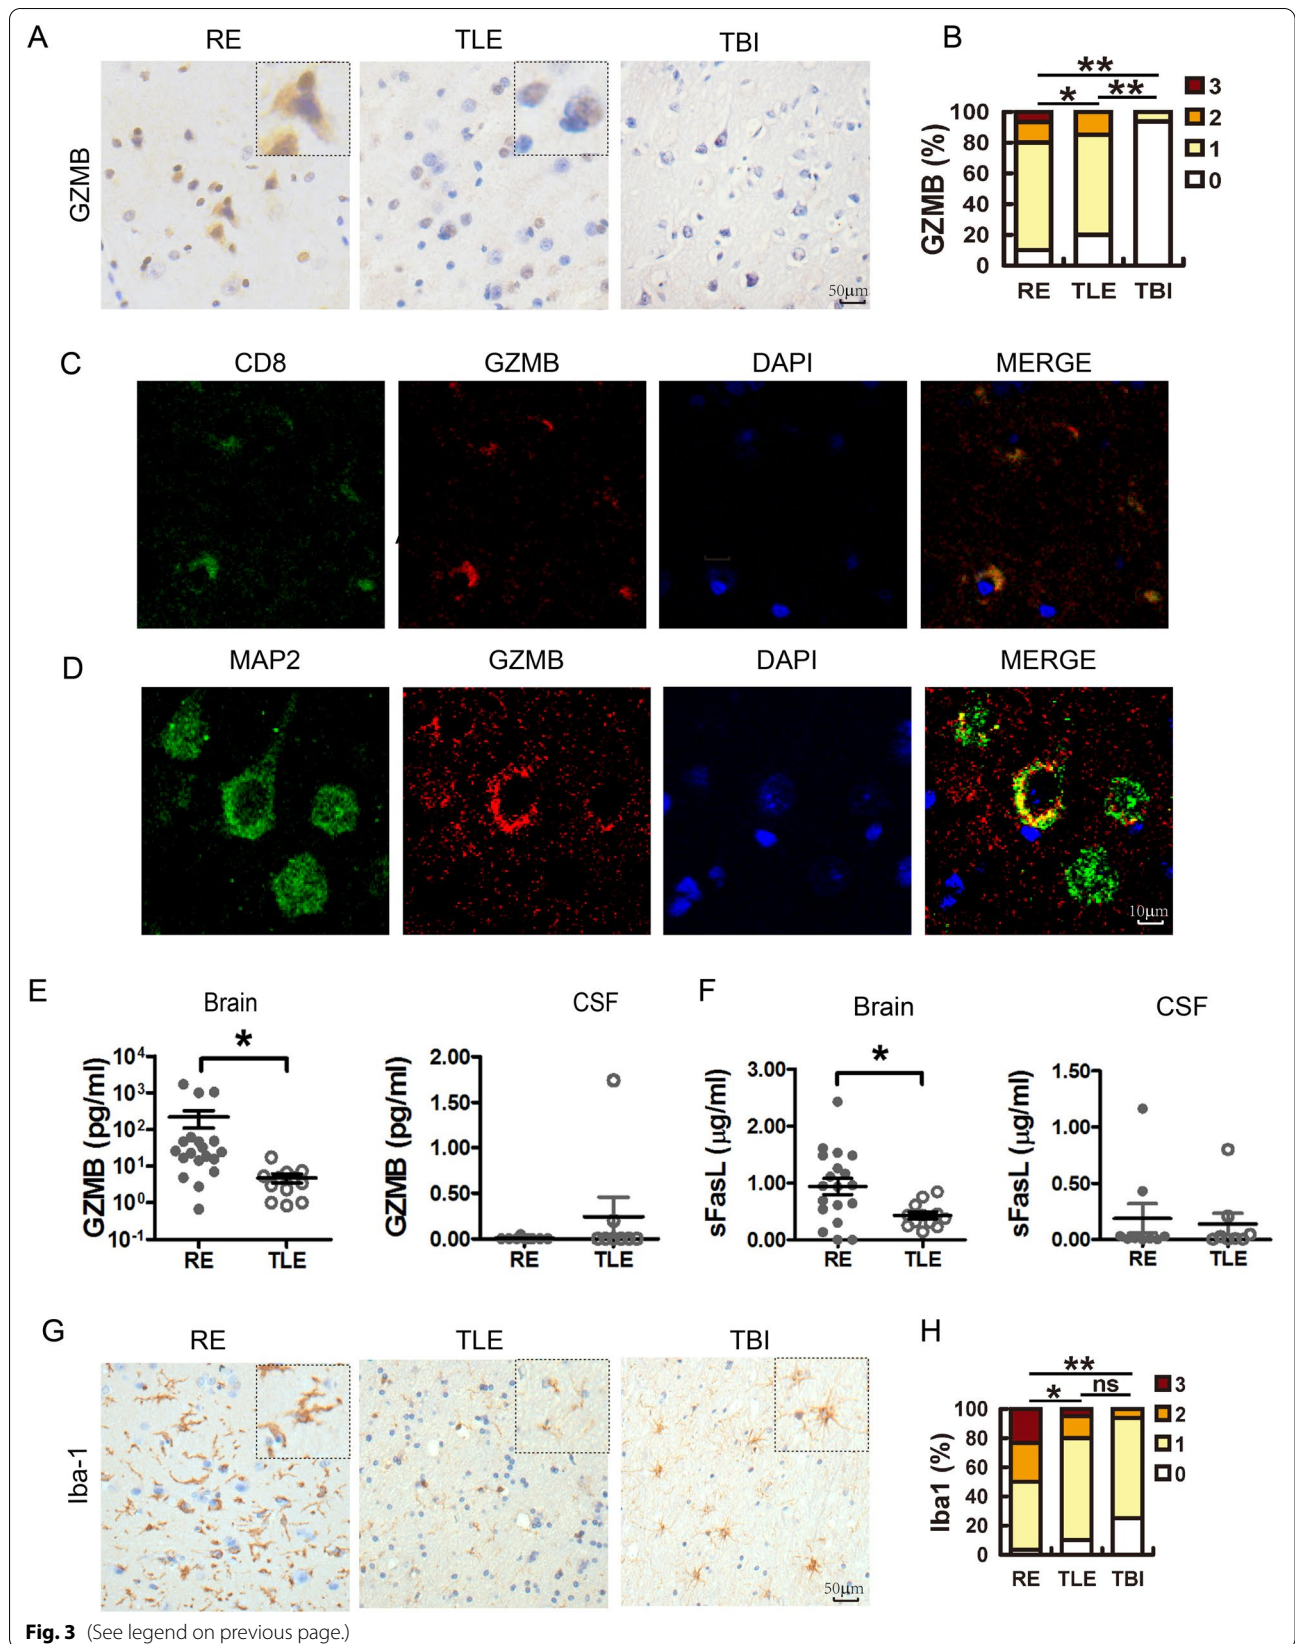 A
RE
TLE
TBI
GZMB
50µm
B
** 
* **
GZMB (%)
100
80
60
40
20
0
RE TLE TBI
3
2
1
0
C
CD8
GZMB
DAPI
MERGE
D
MAP2
GZMB
DAPI
MERGE
10µm
E
Brain
*
GZMB (pg/ml)
10⁴
10³
10²
10¹
10⁰
10⁻¹
RE TLE
CSF
GZMB (pg/ml)
2.00
1.50
1.00
0.50
0.00
RE TLE
F
Brain
*
sFasL (µg/ml)
3.00
2.00
1.00
0.00
RE TLE
CSF
sFasL (µg/ml)
1.50
1.00
0.50
0.00
RE TLE
G
RE
TLE
TBI
Iba-1
50µm
H
**
* ns
Iba1 (%)
100
80
60
40
20
0
RE TLE TBI
3
2
1
0
Fig. 3 (See legend on previous page.)